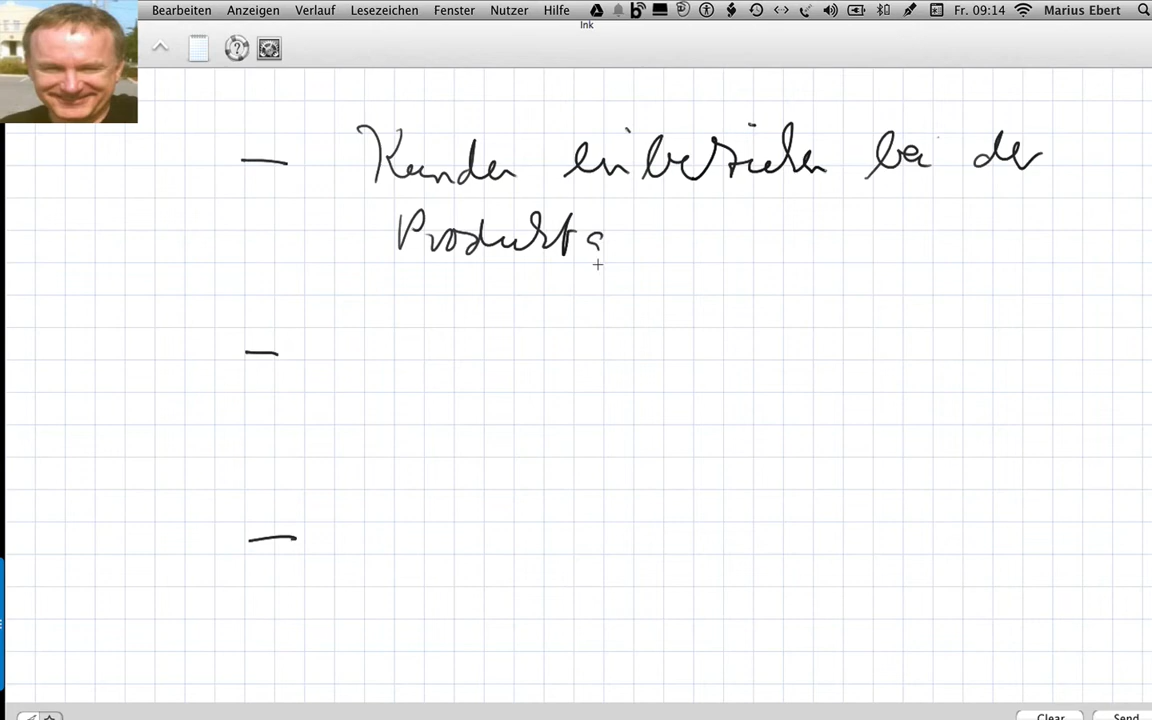 Bearbeiten Anzeigen Verlauf Lesezeichen Fenster Nutzer Hilfe Fr. 09:14 Marius Ebert
Ink
— Kunden einbeziehen bei der
Produkta
—
—
Clear Send